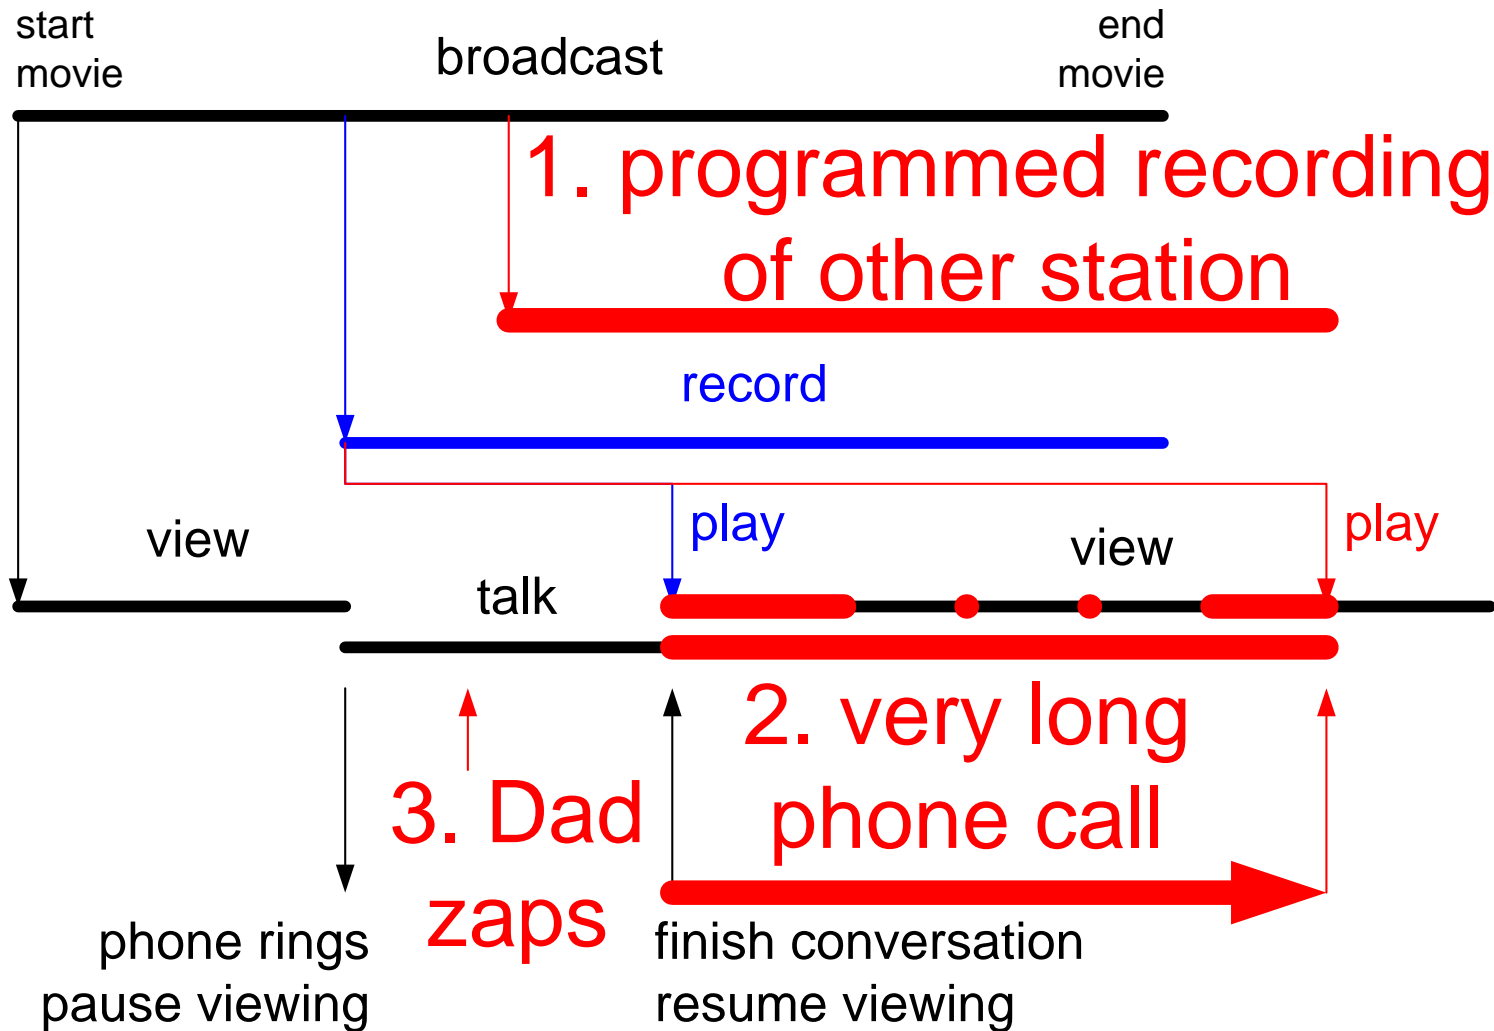 start
movie
broadcast
end
movie
1. programmed recording
of other station
record
view
play
view
play
talk
2. very long
phone call
3. Dad
zaps
phone rings
pause viewing
finish conversation
resume viewing